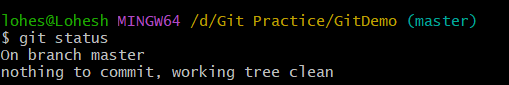 lohes@Lohesh MINGW64 /d/Git Practice/GitDemo (master)
$ git status
On branch master
nothing to commit, working tree clean